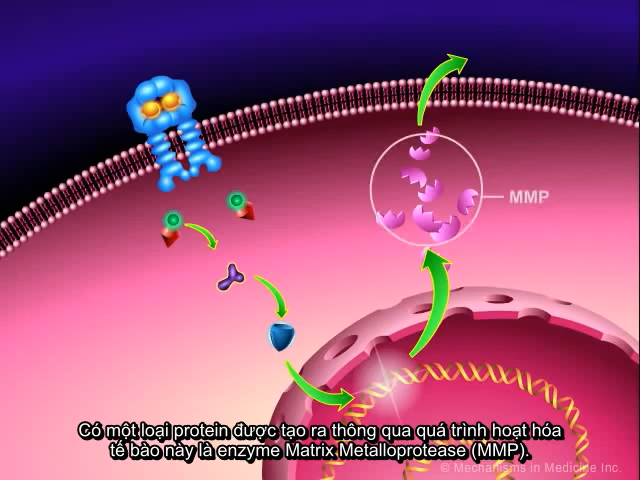 MMP
Có một loại protein được tạo ra thông qua quá trình hoạt hóa
tế bào này là enzyme Matrix Metalloprotease (MMP).
© Mechanisms in Medicine Inc.